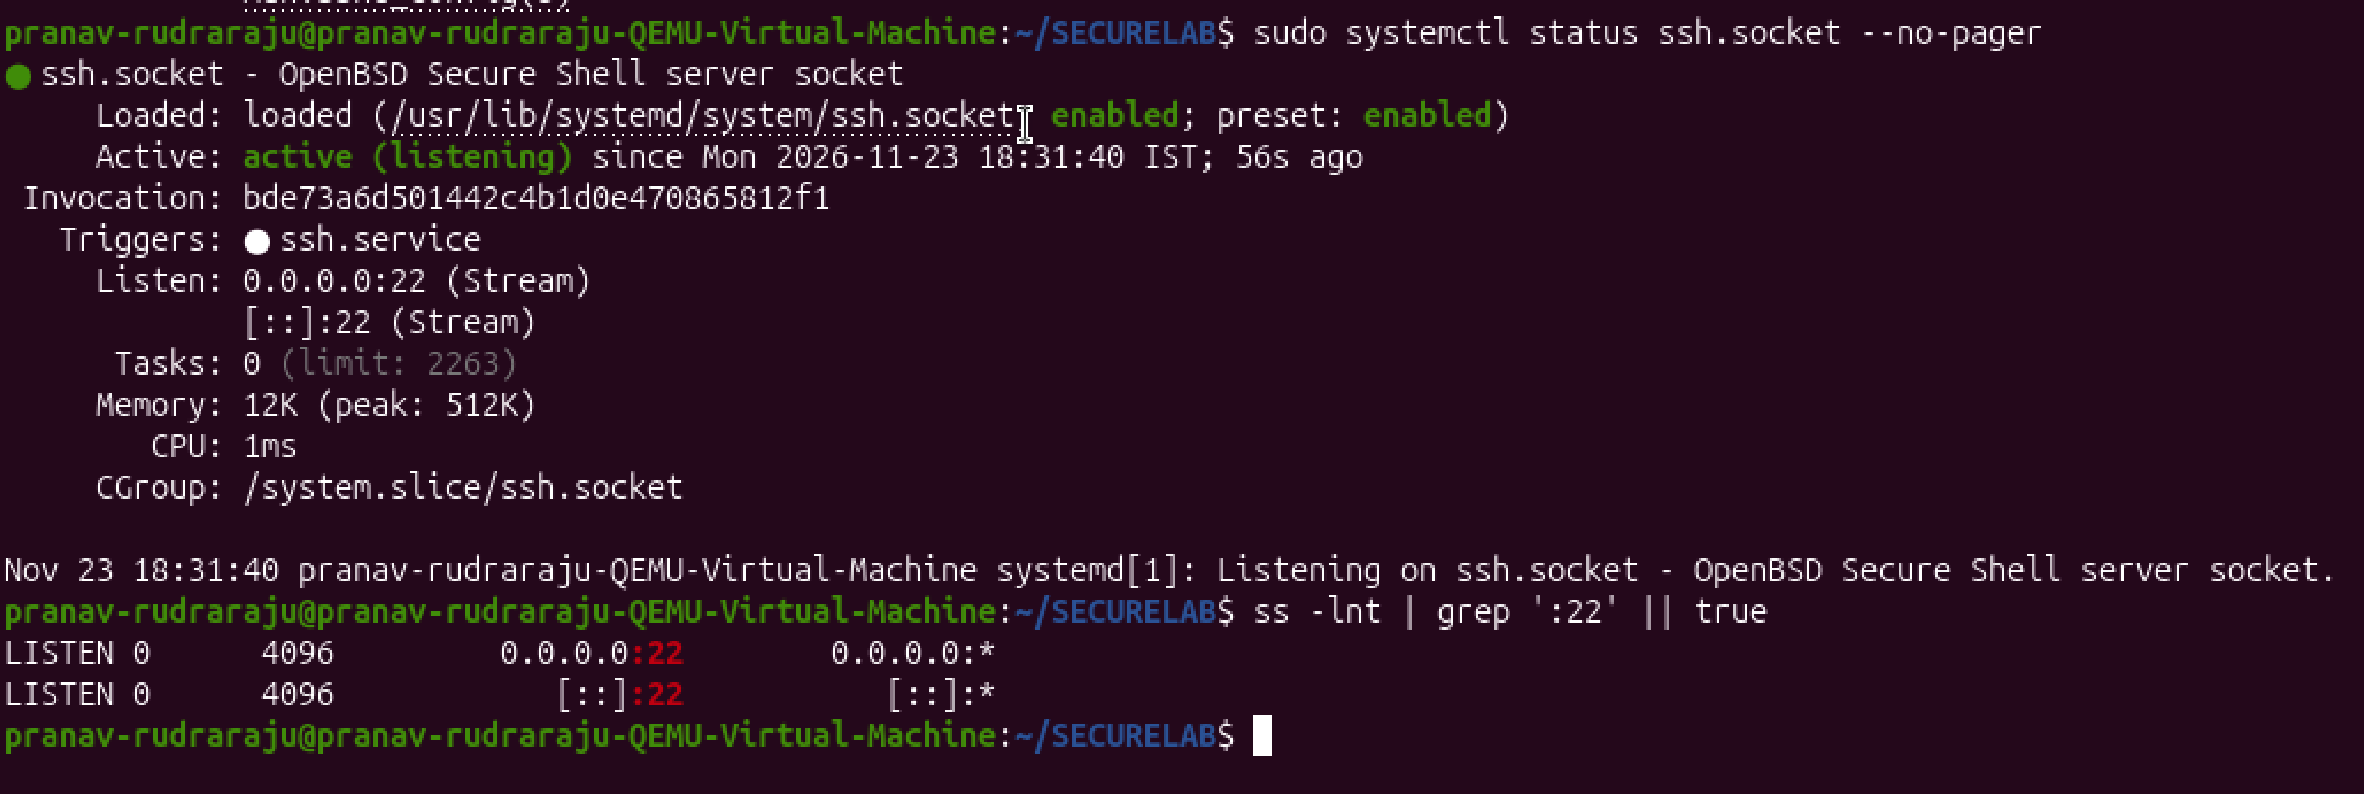 pranav-rudraraju@pranav-rudraraju-QEMU-Virtual-Machine:~/SECURELAB$ sudo systemctl status ssh.socket --no-pager
● ssh.socket - OpenBSD Secure Shell server socket
     Loaded: loaded (/usr/lib/systemd/system/ssh.socket; enabled; preset: enabled)
     Active: active (listening) since Mon 2026-11-23 18:31:40 IST; 56s ago
 Invocation: bde73a6d501442c4b1d0e470865812f1
   Triggers: ● ssh.service
     Listen: 0.0.0.0:22 (Stream)
             [::]:22 (Stream)
      Tasks: 0 (limit: 2263)
     Memory: 12K (peak: 512K)
        CPU: 1ms
     CGroup: /system.slice/ssh.socket
Nov 23 18:31:40 pranav-rudraraju-QEMU-Virtual-Machine systemd[1]: Listening on ssh.socket - OpenBSD Secure Shell server socket.
pranav-rudraraju@pranav-rudraraju-QEMU-Virtual-Machine:~/SECURELAB$ ss -lnt | grep ':22' || true
LISTEN 0      4096         0.0.0.0:22        0.0.0.0:*
LISTEN 0      4096            [::]:22           [::]:*
pranav-rudraraju@pranav-rudraraju-QEMU-Virtual-Machine:~/SECURELAB$